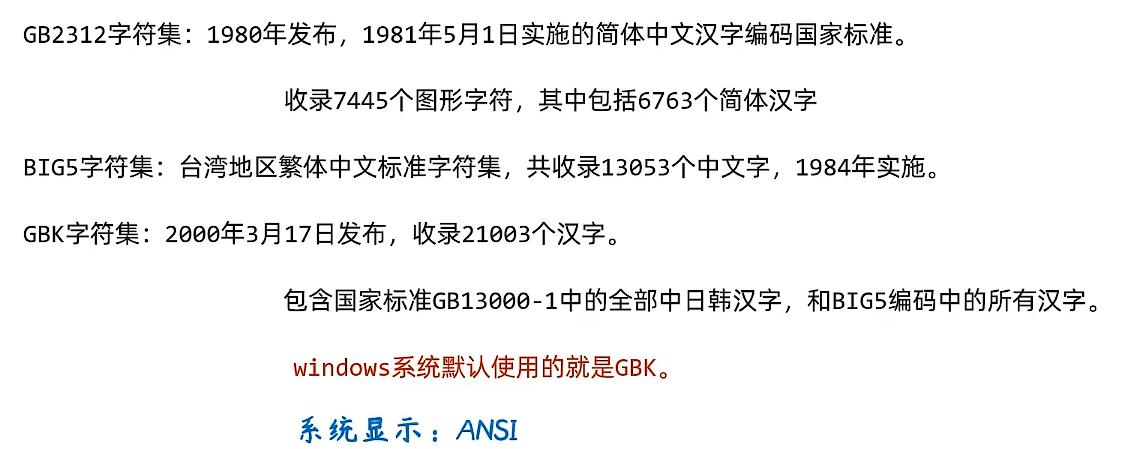 GB2312字符集：1980年发布，1981年5月1日实施的简体中文汉字编码国家标准。
收录7445个图形字符，其中包括6763个简体汉字
BIG5字符集：台湾地区繁体中文标准字符集，共收录13053个中文字，1984年实施。
GBK字符集：2000年3月17日发布，收录21003个汉字。
包含国家标准GB13000-1中的全部中日韩汉字，和BIG5编码中的所有汉字。
windows系统默认使用的就是GBK。
系统显示：ANSI